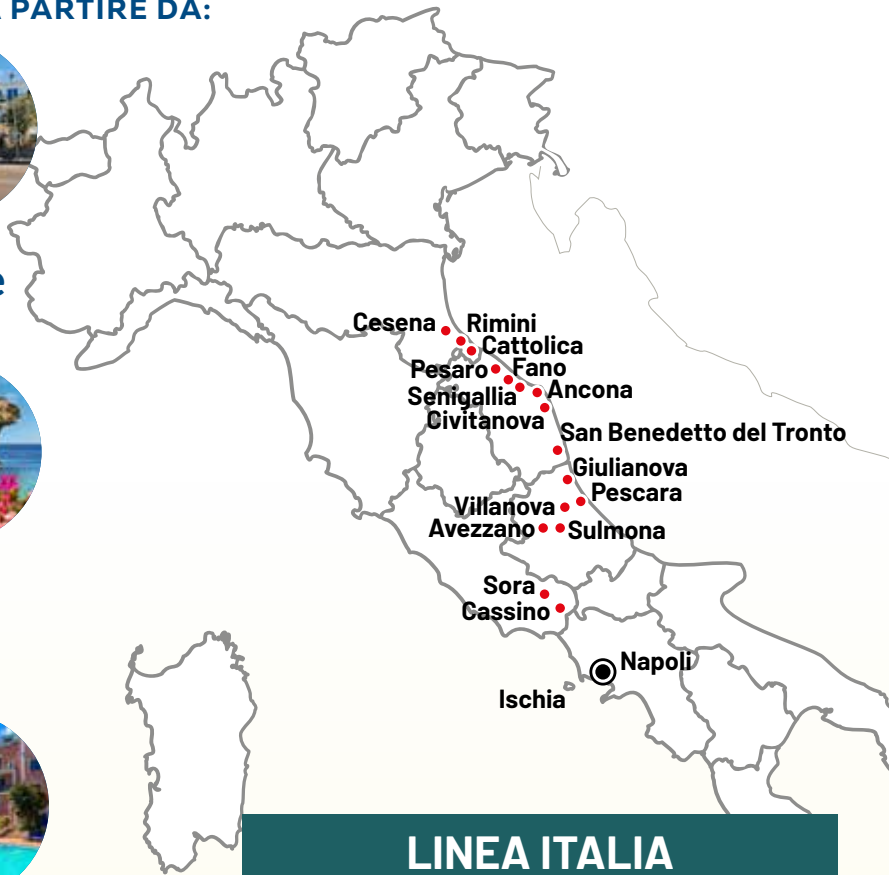 PARTIRE DA:
e
Cesena
Rimini
Cattolica
Pesaro
Fano
Senigallia
Ancona
Civitanova
San Benedetto del Tronto
Giulianova
Pescara
Villanova
Avezzano
Sulmona
Sora
Cassino
Napoli
Ischia
LINEA ITALIA